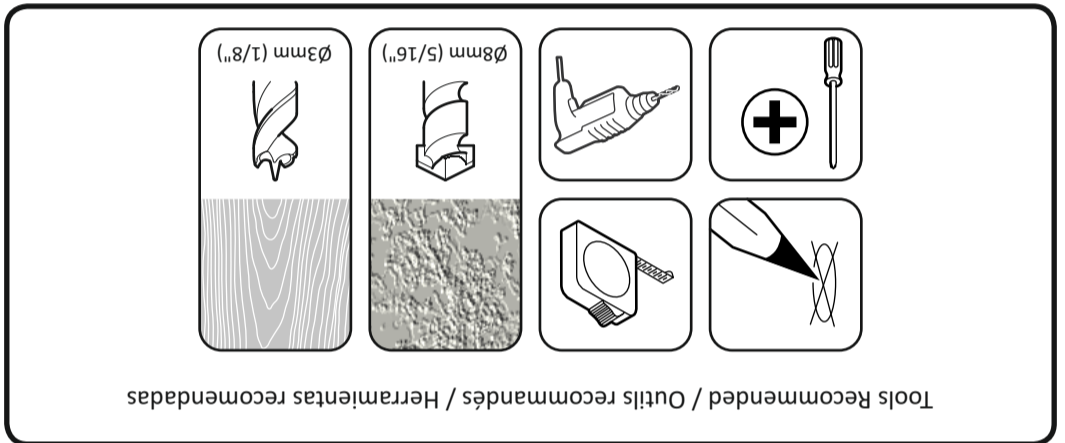 Tools Recommended / Outils recommandés / Herramientas recomendadas
Ø8mm (5/16")
Ø3mm (1/8")